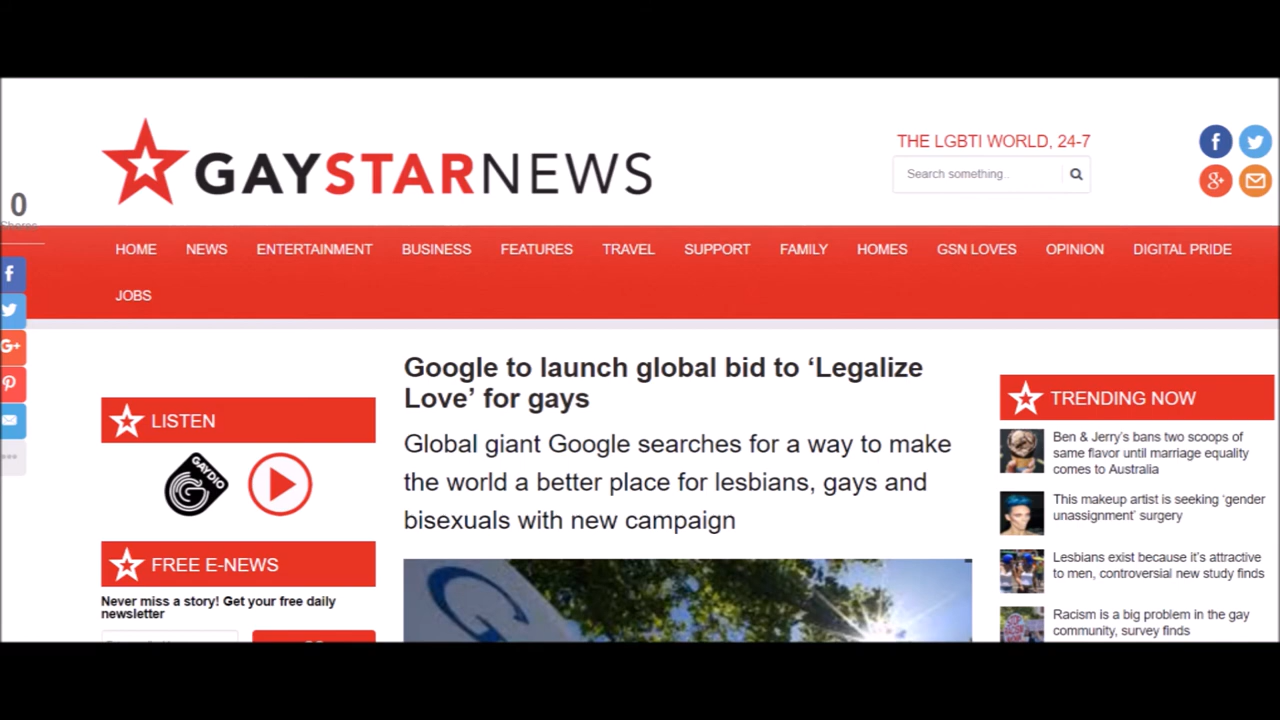 GAYSTARNEWS
THE LGBTI WORLD, 24-7
Search something..
0
Shares
HOME NEWS ENTERTAINMENT BUSINESS FEATURES TRAVEL SUPPORT FAMILY HOMES GSN LOVES OPINION DIGITAL PRIDE
JOBS
LISTEN
GAYDIO
FREE E-NEWS
Never miss a story! Get your free daily
newsletter
Google to launch global bid to ‘Legalize
Love’ for gays
Global giant Google searches for a way to make
the world a better place for lesbians, gays and
bisexuals with new campaign
TRENDING NOW
Ben & Jerry’s bans two scoops of
same flavor until marriage equality
comes to Australia
This makeup artist is seeking ‘gender
unassignment’ surgery
Lesbians exist because it’s attractive
to men, controversial new study finds
Racism is a big problem in the gay
community, survey finds